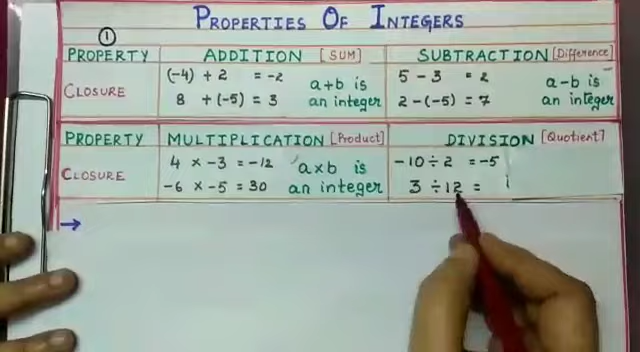 PROPERTIES OF INTEGERS
①
PROPERTY ADDITION [SUM] SUBTRACTION [Difference]
CLOSURE (-4) + 2 = -2 a+b is an integer 5 - 3 = 2 a-b is an integer
8 + (-5) = 3 2 - (-5) = 7
PROPERTY MULTIPLICATION [Product] DIVISION [Quotient]
CLOSURE 4 × -3 = -12 a×b is an integer -10 ÷ 2 = -5
-6 × -5 = 30 3 ÷ 12 =
→